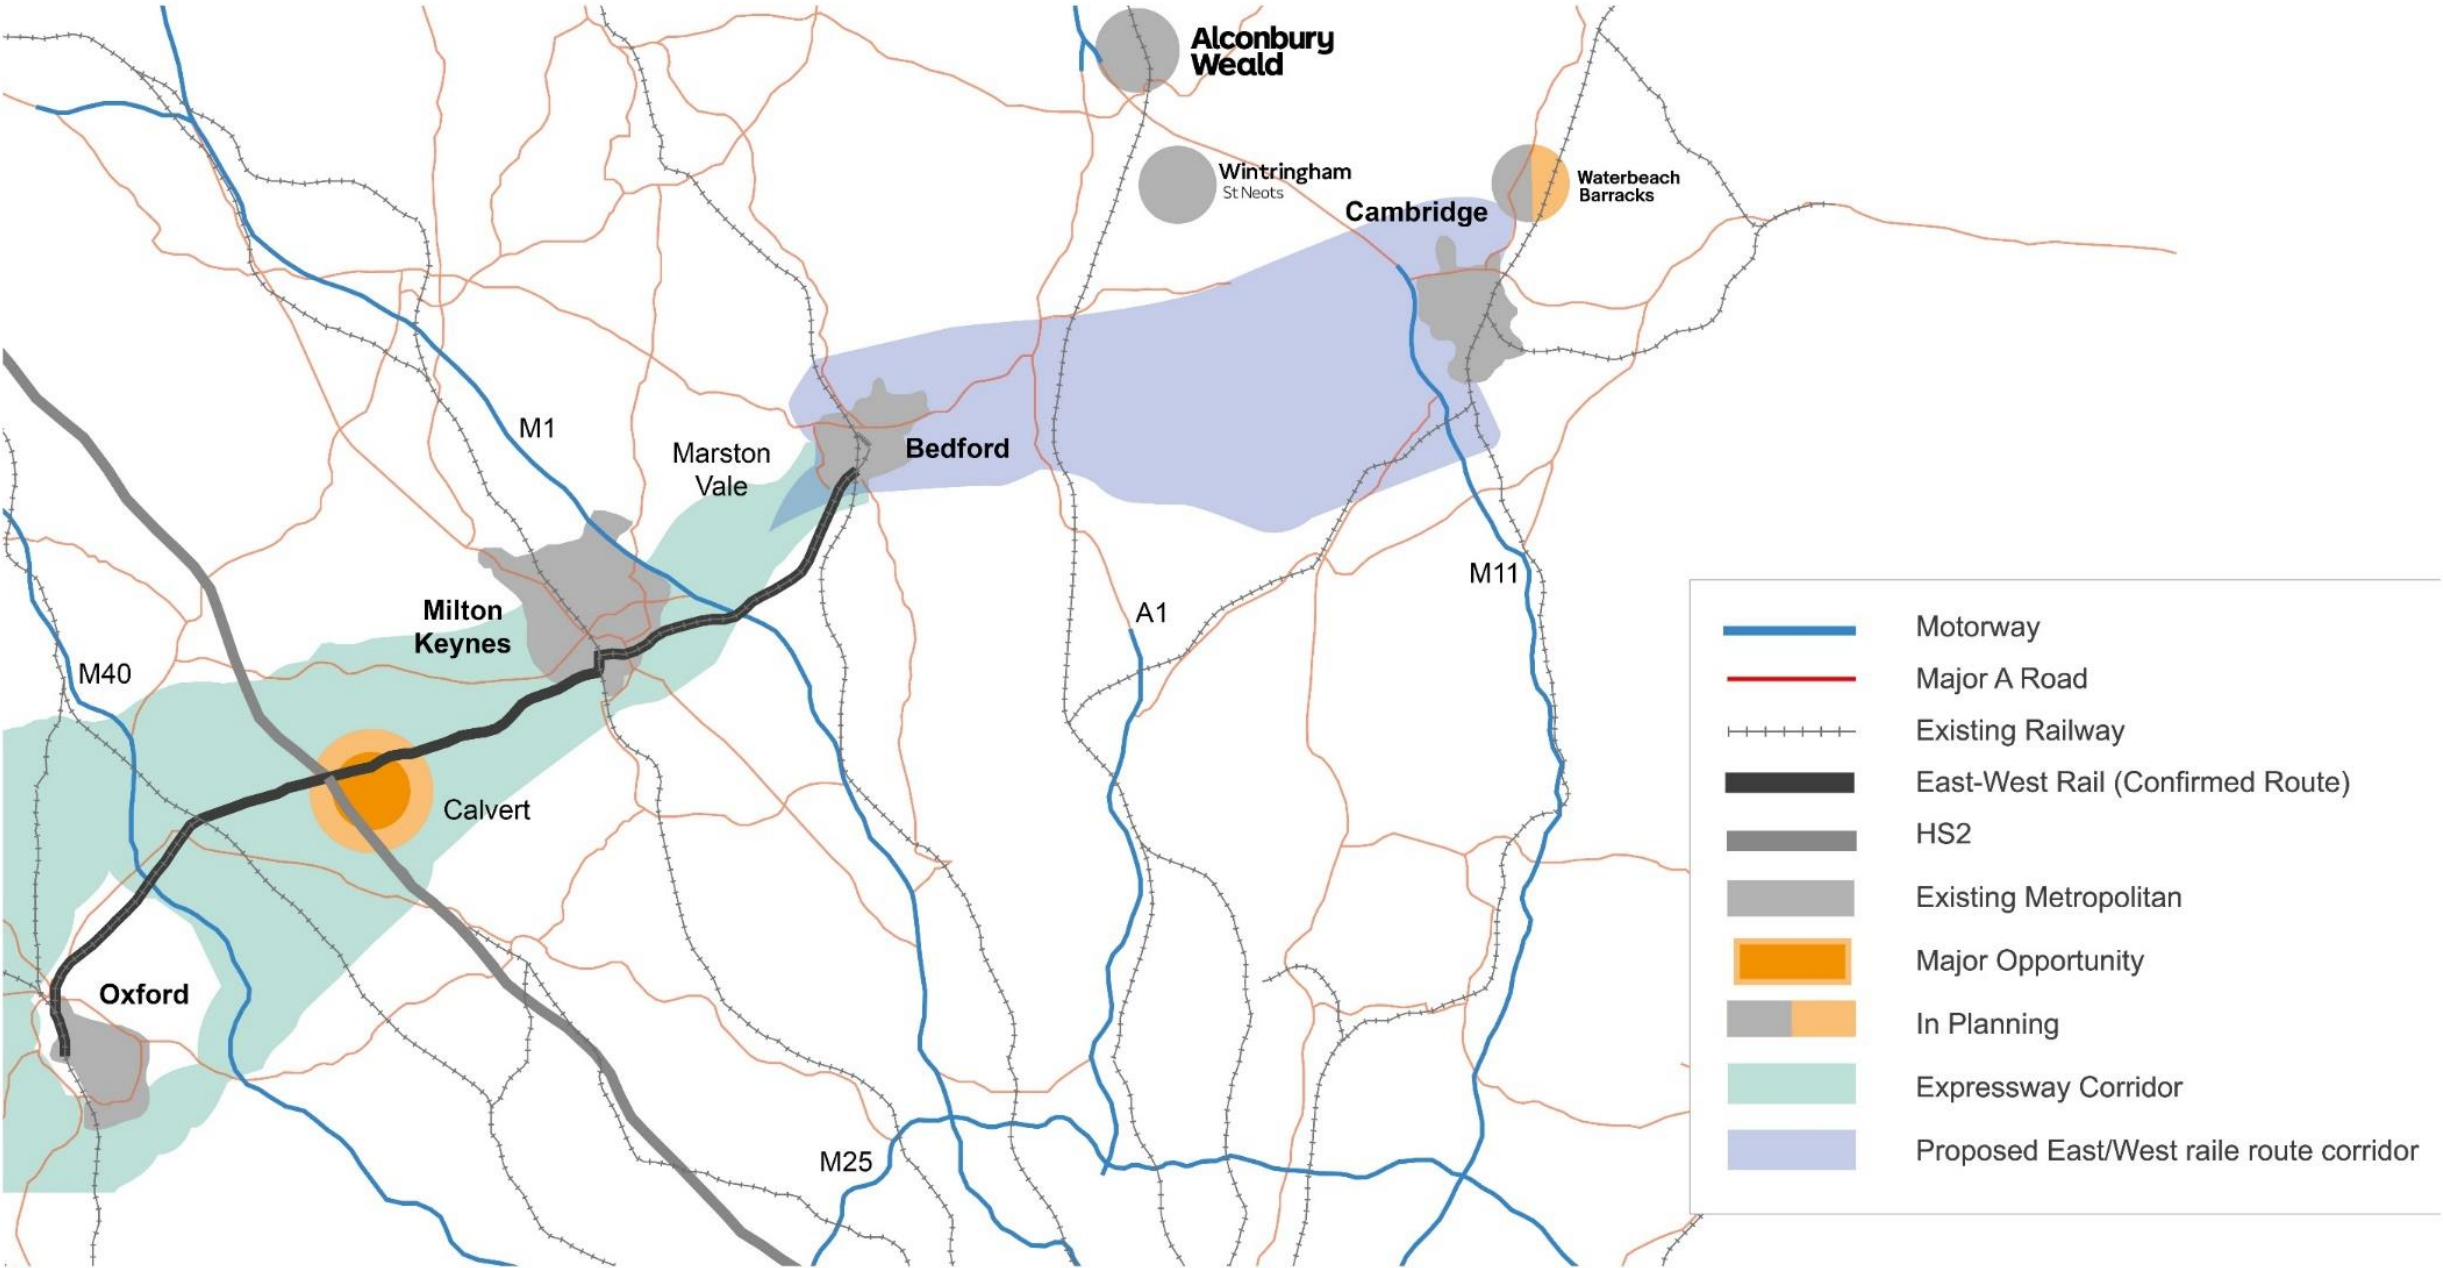 Alconbury
Weald
Wintringham
St Neots
Waterbeach
Barracks
Cambridge
M1
Marston
Vale
Bedford
Milton
Keynes
M11
A1
M40
Calvert
Oxford
M25
Motorway
Major A Road
Existing Railway
East-West Rail (Confirmed Route)
HS2
Existing Metropolitan
Major Opportunity
In Planning
Expressway Corridor
Proposed East/West raile route corridor